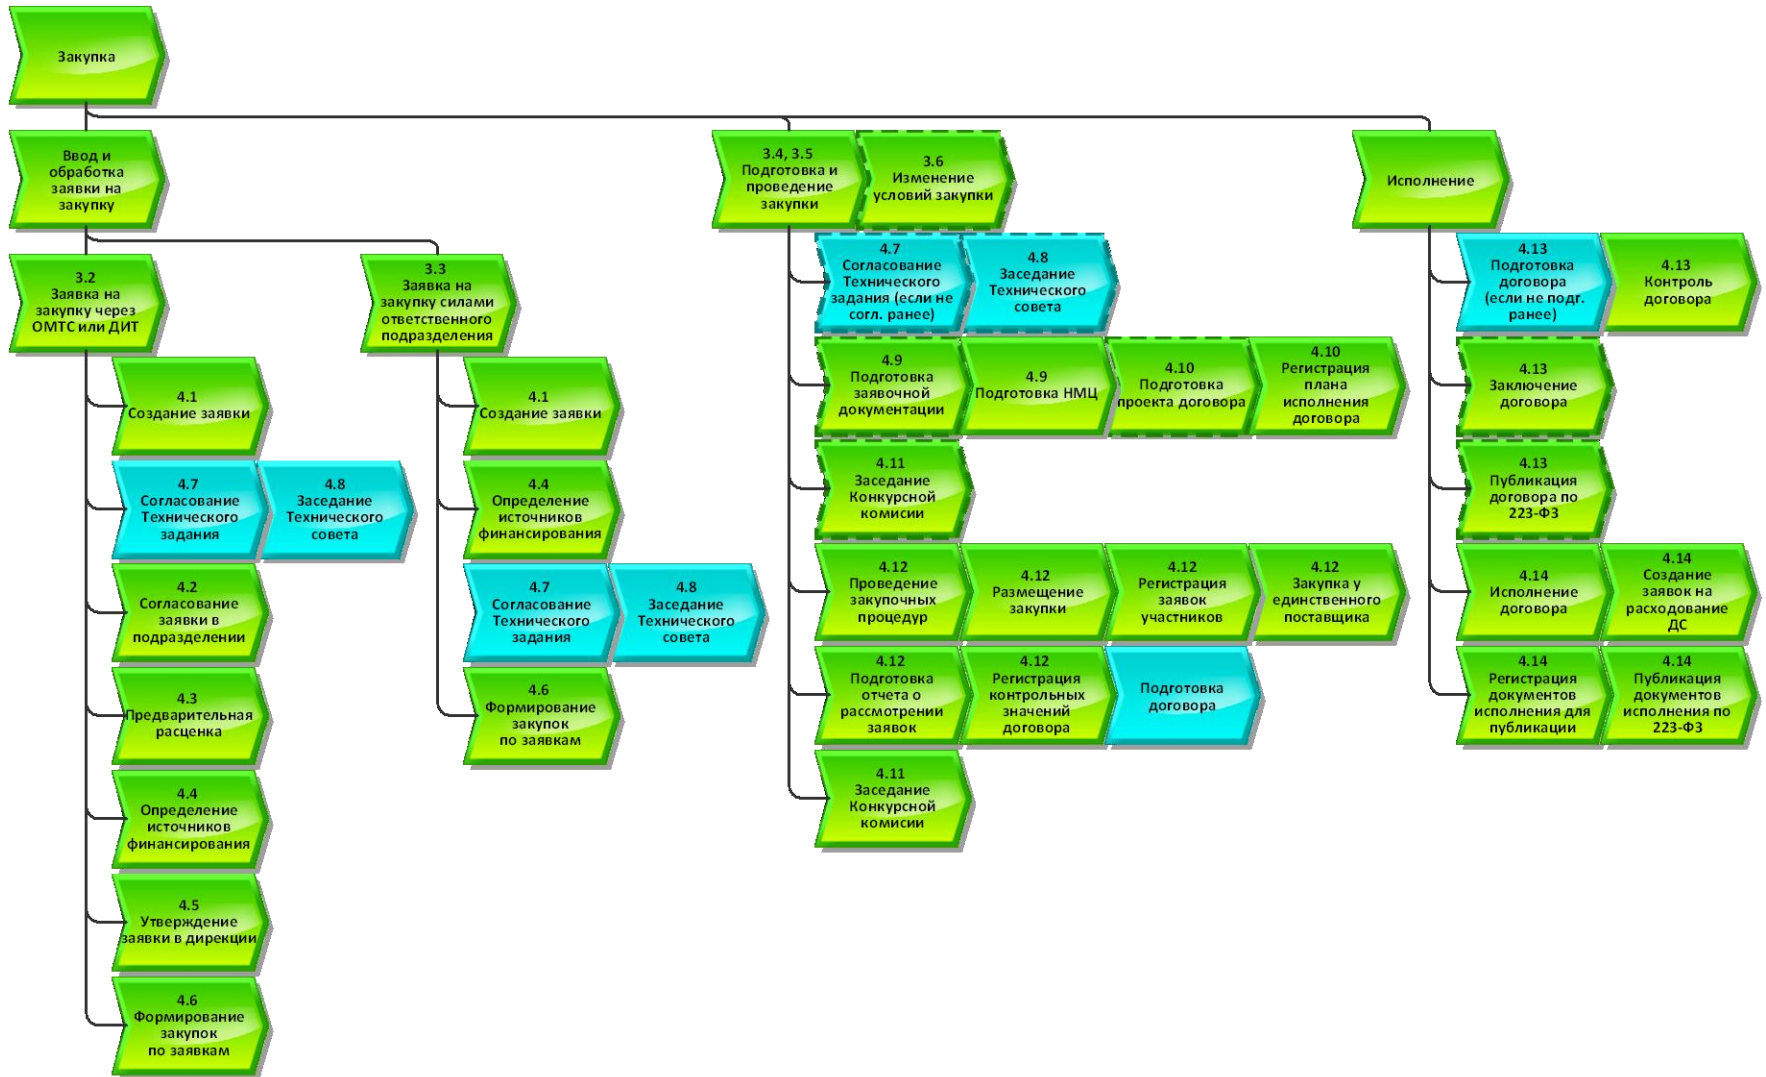 Закупка
Ввод и
обработка
заявки на
закупку
3.4, 3.5
Подготовка и
проведение
закупки
3.6
Изменение
условий закупки
Исполнение
3.2
Заявка на
закупку через
ОМТС или ДИТ
3.3
Заявка на
закупку силами
ответственного
подразделения
4.1
Создание заявки
4.7
Согласование
Технического
задания
4.8
Заседание
Технического
совета
4.2
Согласование
заявки в
подразделении
4.3
Предварительная
расценка
4.4
Определение
источников
финансирования
4.5
Утверждение
заявки в дирекции
4.6
Формирование
закупок
по заявкам
4.1
Создание заявки
4.4
Определение
источников
финансирования
4.7
Согласование
Технического
задания
4.8
Заседание
Технического
совета
4.6
Формирование
закупок
по заявкам
4.7
Согласование
Технического
задания (если не
согл. ранее)
4.8
Заседание
Технического
совета
4.9
Подготовка
заявочной
документации
4.9
Подготовка НМЦ
4.10
Подготовка
проекта договора
4.10
Регистрация
плана
исполнения
договора
4.11
Заседание
Конкурсной
комисии
4.12
Проведение
закупочных
процедур
4.12
Размещение
закупки
4.12
Регистрация
заявок
участников
4.12
Закупка у
единственного
поставщика
4.12
Подготовка
отчета о
рассмотрении
заявок
4.12
Регистрация
контрольных
значений
договора
Подготовка
договора
4.11
Заседание
Конкурсной
комисии
4.13
Подготовка
договора
(если не подг.
ранее)
4.13
Контроль
договора
4.13
Заключение
договора
4.13
Публикация
договора по
223-ФЗ
4.14
Исполнение
договора
4.14
Создание
заявок на
расходование
ДС
4.14
Регистрация
документов
исполнения для
публикации
4.14
Публикация
документов
исполнения по
223-ФЗ